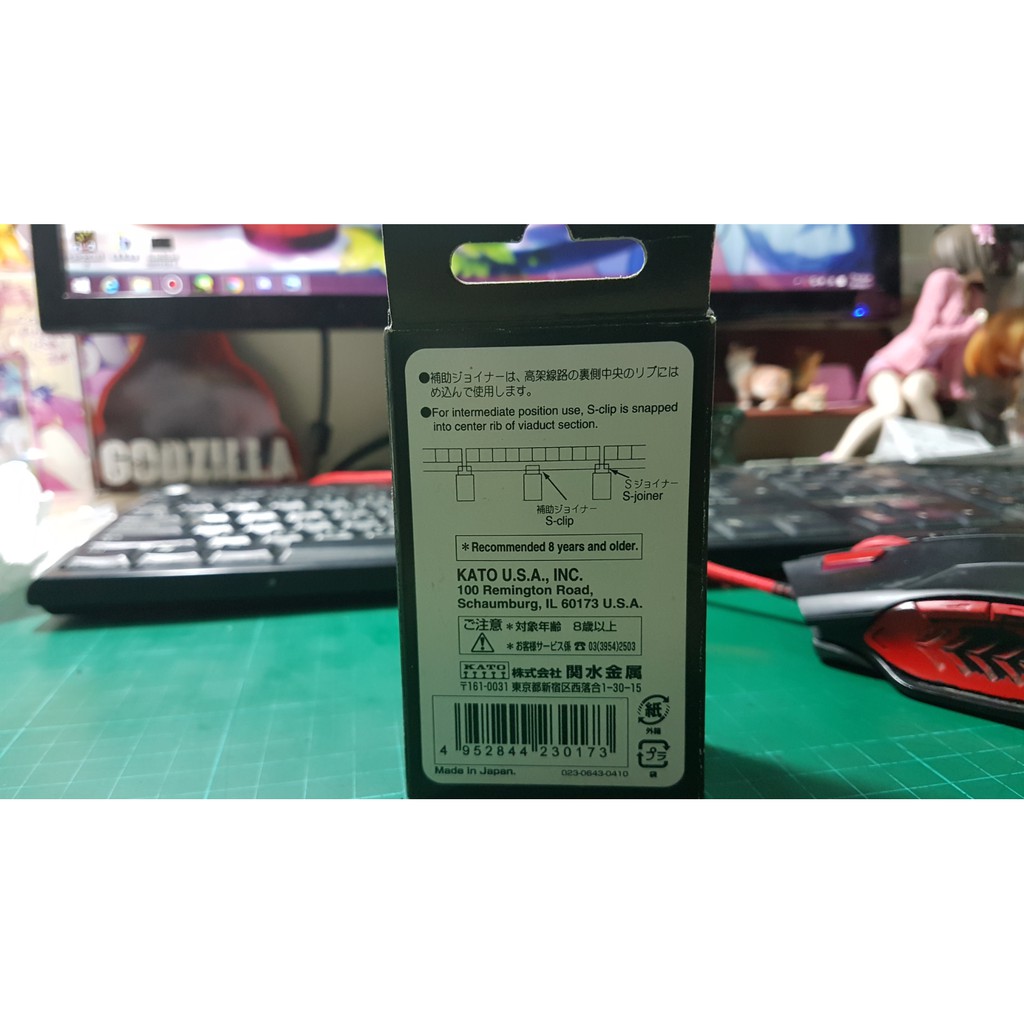 ●補助ジョイナーは、高架線路の裏側中央のリブには
め込んで使用します。
●For intermediate position use, S-clip is snapped
into center rib of viaduct section.
Sジョイナー
S-joiner
補助ジョイナー
S-clip
*Recommended 8 years and older.
KATO U.S.A., INC.
100 Remington Road,
Schaumburg, IL 60173 U.S.A.
ご注意 *対象年齢 8歳以上
*お客様サービス係 ☎ 03(3954)2503
KATO 株式会社 関水金属
〒161-0031 東京都新宿区西落合1-30-15
紙
外箱
4 952844 230173
プラ
袋
Made in Japan. 023-0643-0410
GODZILLA